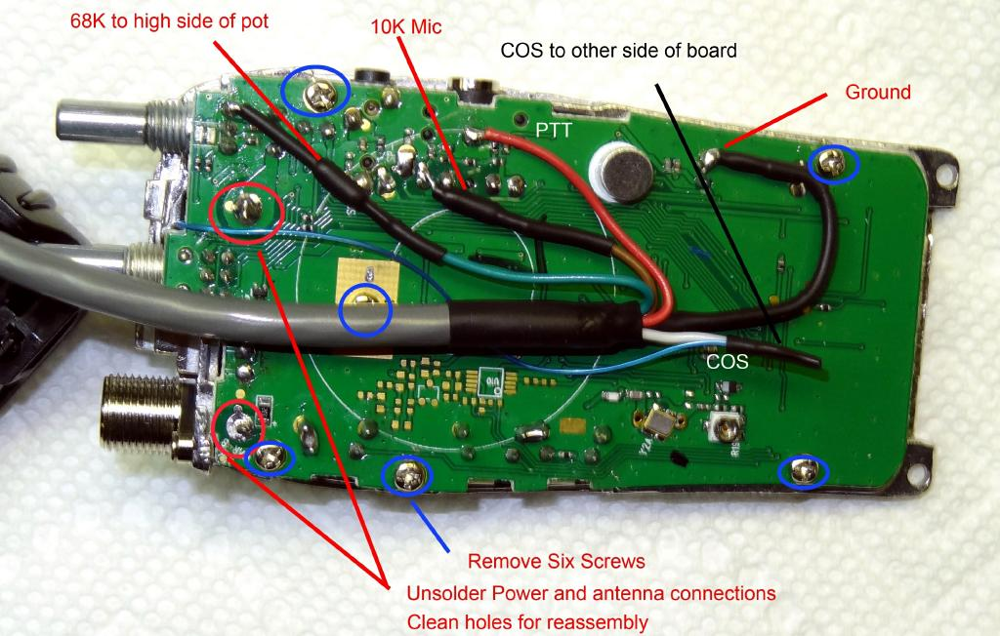 68K to high side of pot
10K Mic
COS to other side of board
Ground
PTT
COS
Y24
Remove Six Screws
Unsolder Power and antenna connections
Clean holes for reassembly